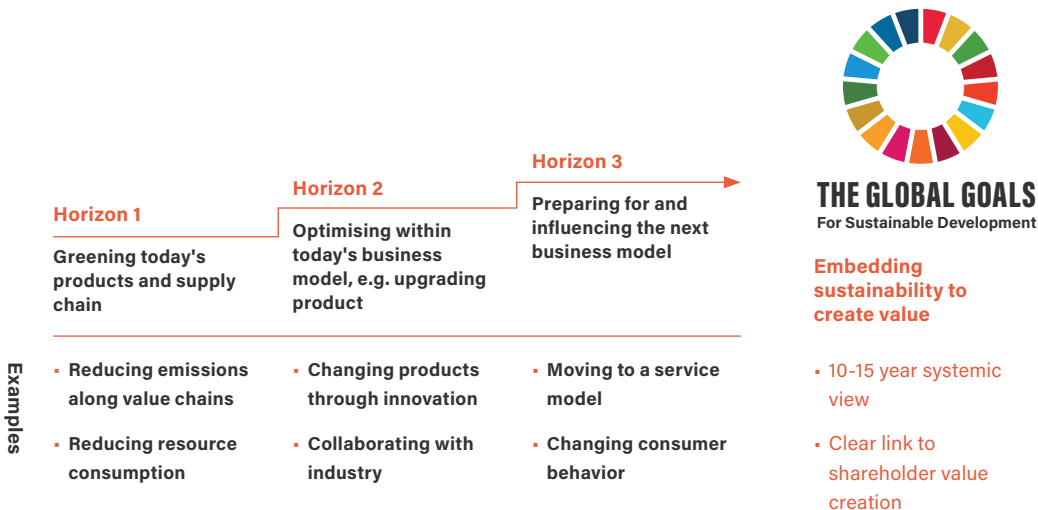 Horizon 1
Greening today's
products and supply
chain
Horizon 2
Optimising within
today's business
model, e.g. upgrading
product
Horizon 3
Preparing for and
influencing the next
business model
THE GLOBAL GOALS
For Sustainable Development
Embedding
sustainability to
create value
Examples
▪ Reducing emissions
along value chains
▪ Reducing resource
consumption
▪ Changing products
through innovation
▪ Collaborating with
industry
▪ Moving to a service
model
▪ Changing consumer
behavior
▪ 10-15 year systemic
view
▪ Clear link to
shareholder value
creation